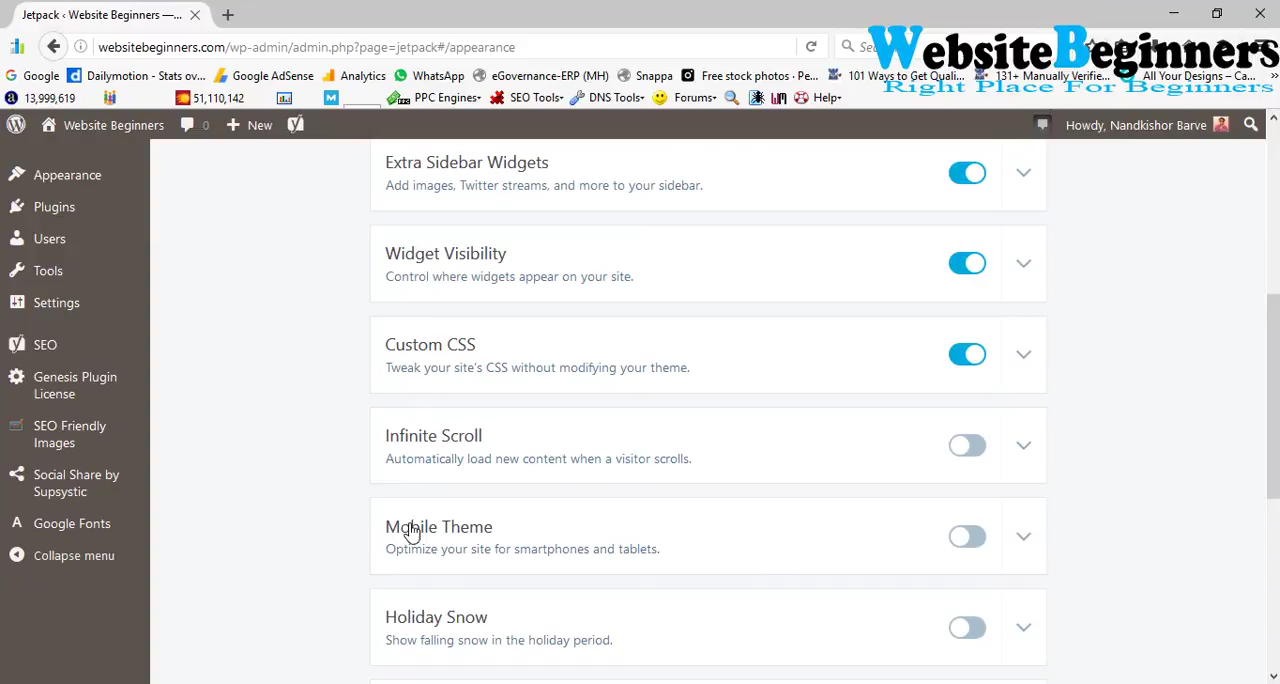 Jetpack ‹ Website Beginners —...
websitebeginners.com/wp-admin/admin.php?page=jetpack#/appearance
WebsiteBeginners
Right Place For Beginners
Google
Dailymotion - Stats ov...
Google AdSense
Analytics
WhatsApp
eGovernance-ERP (MH)
Snappa
Free stock photos · Pe...
101 Ways to Get Quali...
131+ Manually Verifie...
All Your Designs – Ca...
13,999,619
51,110,142
PPC Engines
SEO Tools
DNS Tools
Forums
Help
Website Beginners
0
New
Howdy, Nandkishor Barve
Appearance
Plugins
Users
Tools
Settings
SEO
Genesis Plugin
License
SEO Friendly
Images
Social Share by
Supsystic
Google Fonts
Collapse menu
Extra Sidebar Widgets
Add images, Twitter streams, and more to your sidebar.
Widget Visibility
Control where widgets appear on your site.
Custom CSS
Tweak your site's CSS without modifying your theme.
Infinite Scroll
Automatically load new content when a visitor scrolls.
Mobile Theme
Optimize your site for smartphones and tablets.
Holiday Snow
Show falling snow in the holiday period.